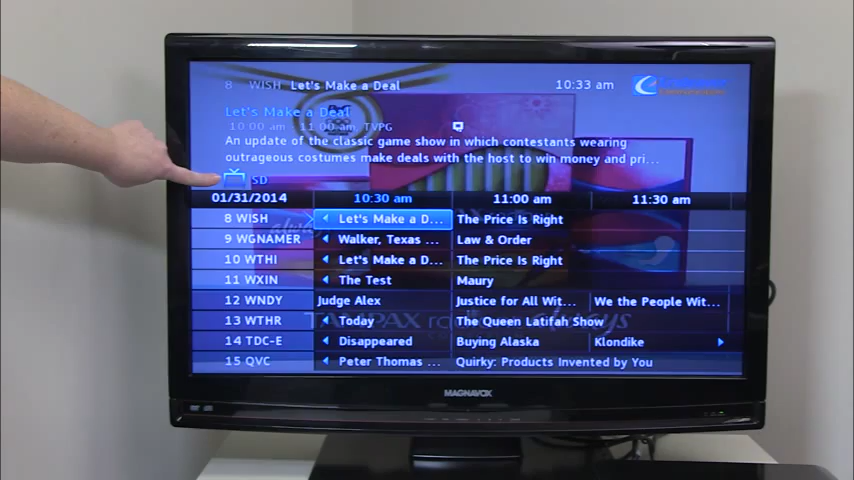 8 WISH Let's Make a Deal 10:33 am
Let's Make a Deal
10:00 am - 11:00 am TVPG
An update of the classic game show in which contestants wearing
outrageous costumes make deals with the host to win money and pri...
SD
01/31/2014 10:30 am 11:00 am 11:30 am
8 WISH Let's Make a D... The Price Is Right
9 WGNAMER Walker, Texas ... Law & Order
10 WTHI Let's Make a D... The Price Is Right
11 WXIN The Test Maury
12 WNDY Judge Alex Justice for All Wit... We the People Wit...
13 WTHR Today The Queen Latifah Show
14 TDC-E Disappeared Buying Alaska Klondike
15 QVC Peter Thomas ... Quirky: Products Invented by You
TAMPAX always
MAGNAVOX